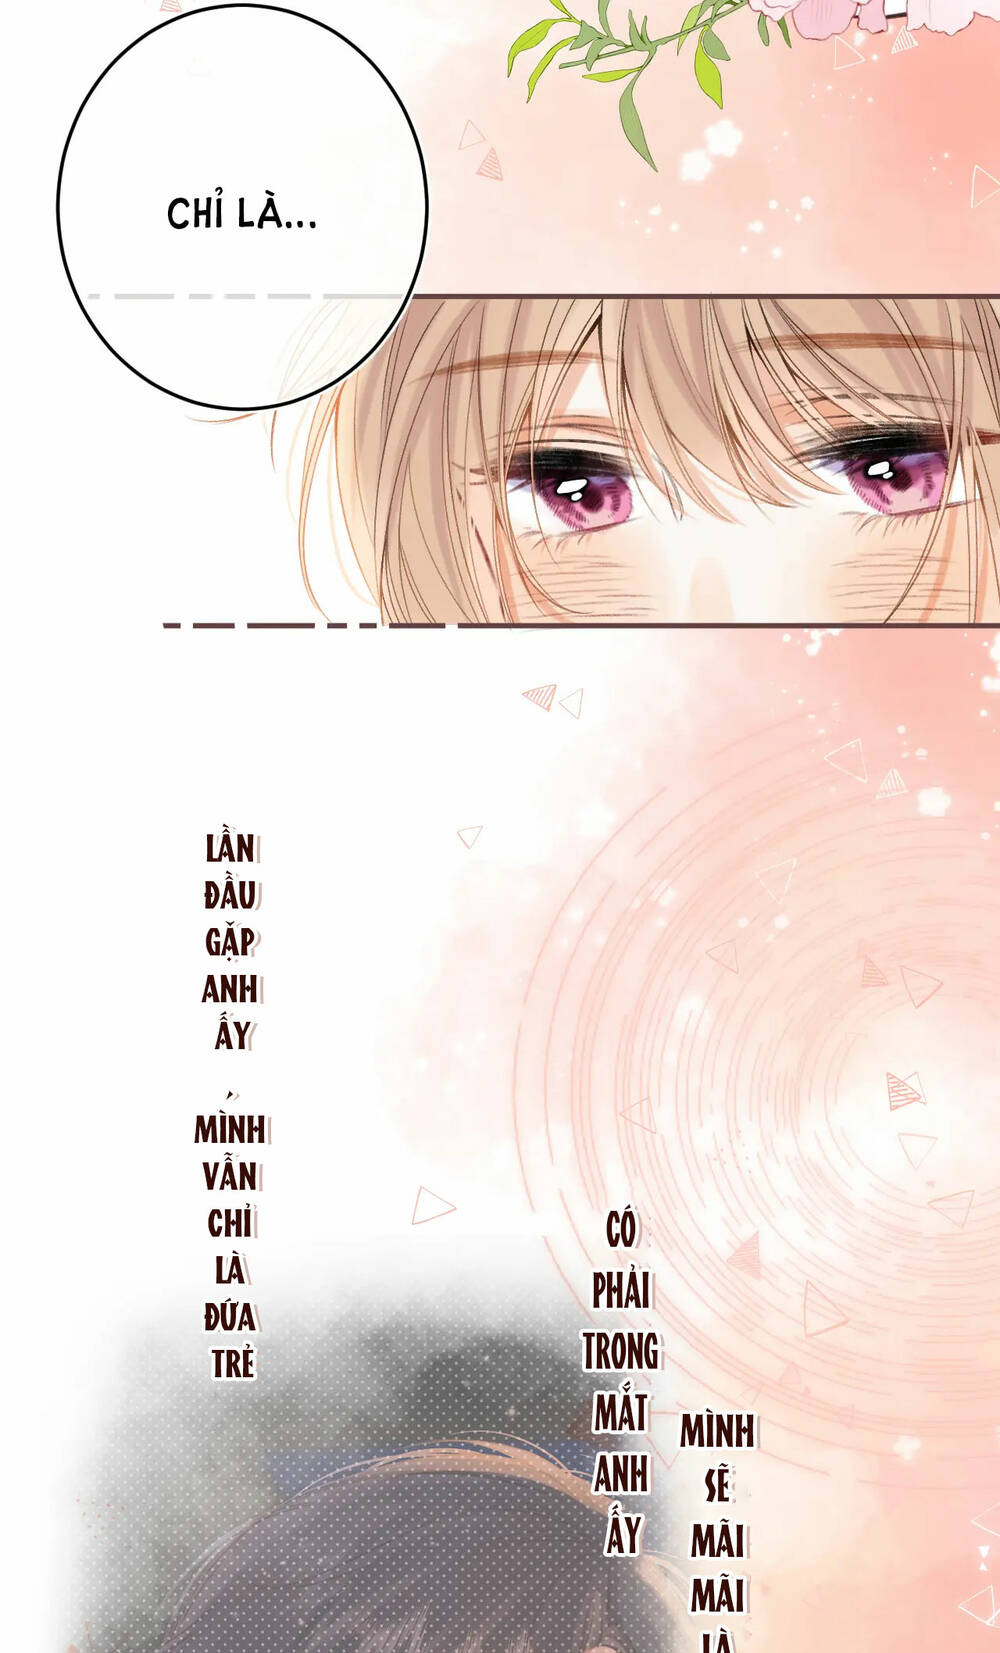 CHỈ LÀ...
LẦN
ĐẦU
GẶP
ANH
ẤY
,
MÌNH
VẪN
CHỈ
LÀ
ĐỨA
TRẺ
CÓ
PHẢI
TRONG
MẮT
ANH
ẤY
MÌNH
SẼ
MÃI
MÃI
LÀ